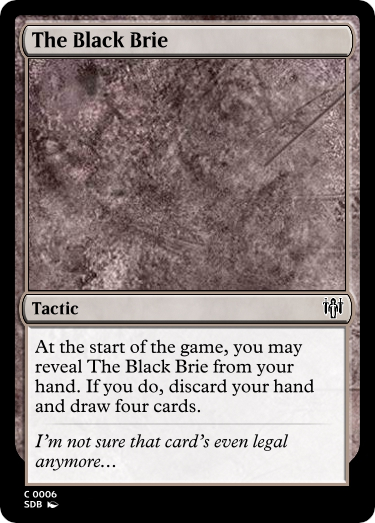 The Black Brie
Tactic
At the start of the game, you may
reveal The Black Brie from your
hand. If you do, discard your hand
and draw four cards.
I'm not sure that card's even legal
anymore…
C 0006
SDB